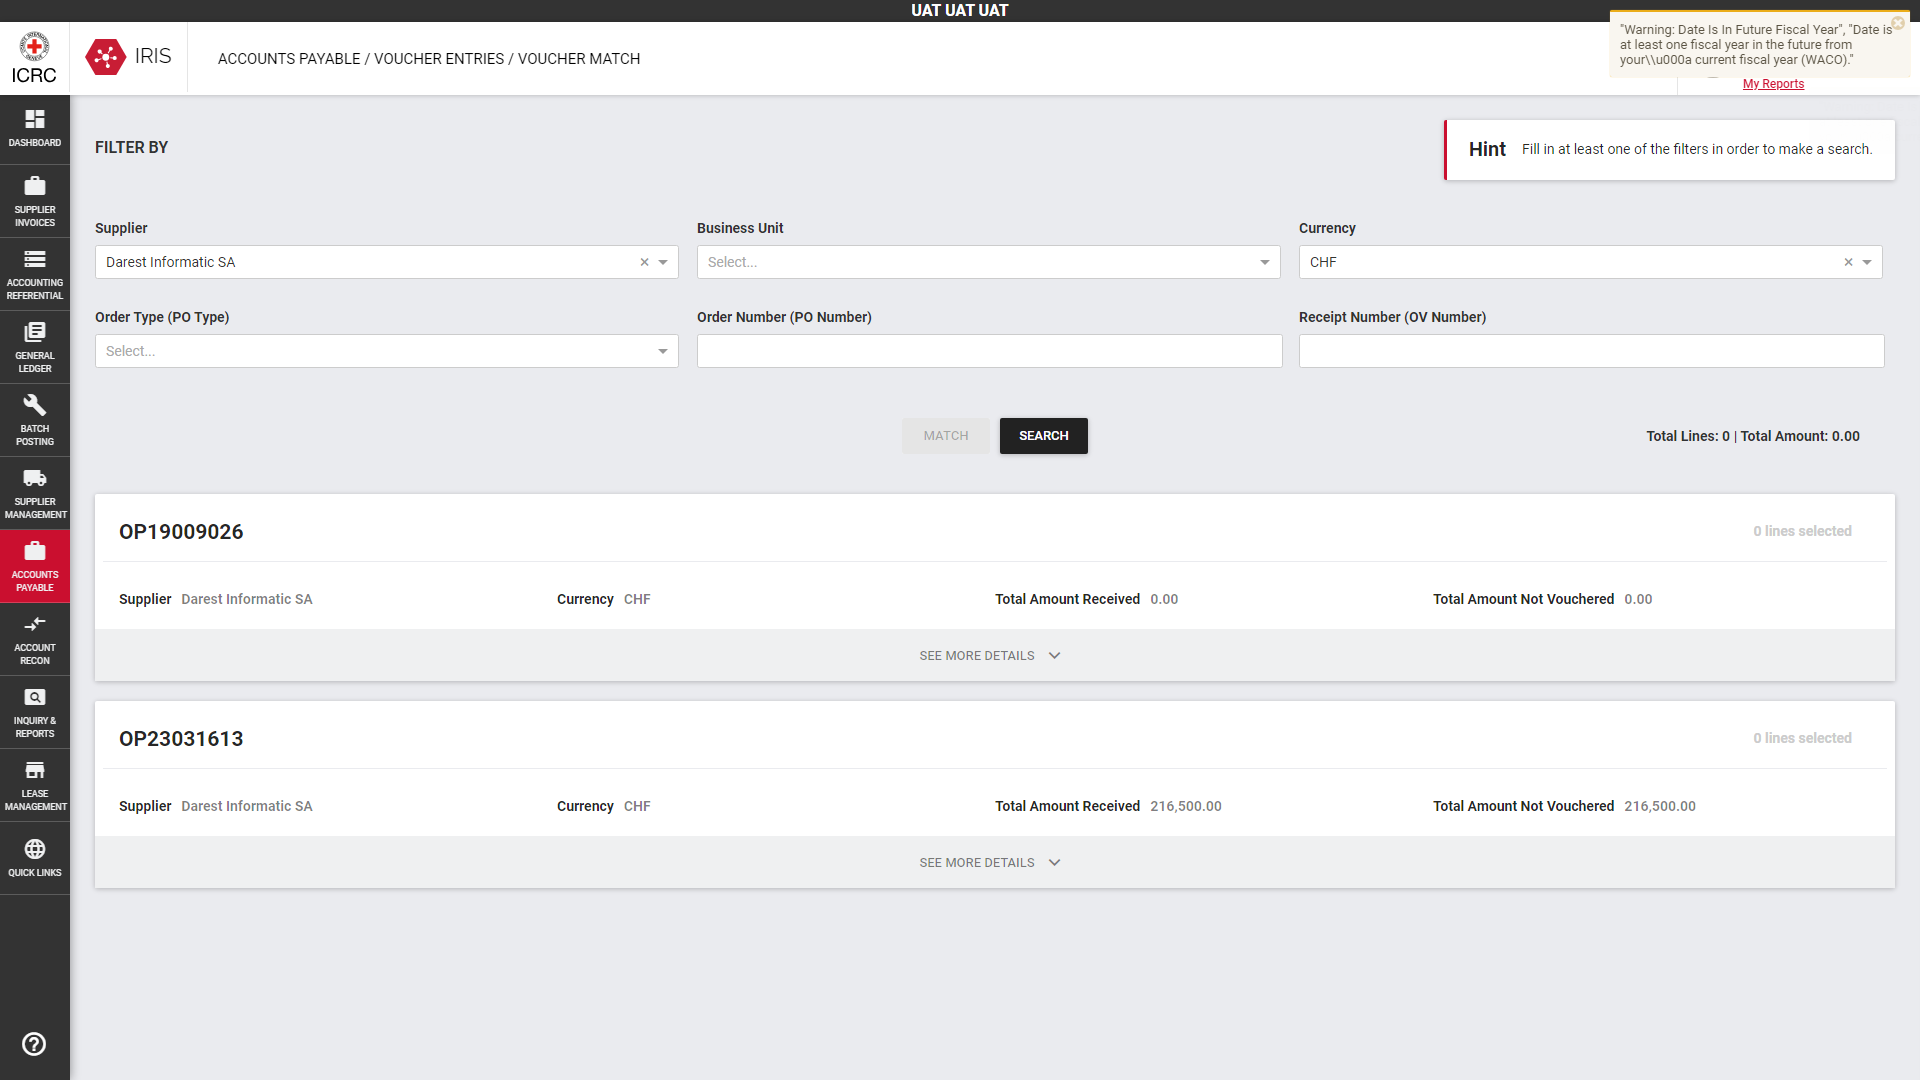 UAT UAT UAT
ICRC
IRIS
ACCOUNTS PAYABLE / VOUCHER ENTRIES / VOUCHER MATCH
"Warning: Date Is In Future Fiscal Year", "Date is
at least one fiscal year in the future from
your\\u000a current fiscal year (WACO)."
My Reports
DASHBOARD
SUPPLIER
INVOICES
ACCOUNTING
REFERENTIAL
GENERAL
LEDGER
BATCH
POSTING
SUPPLIER
MANAGEMENT
ACCOUNTS
PAYABLE
ACCOUNT
RECON
INQUIRY &
REPORTS
LEASE
MANAGEMENT
QUICK LINKS
FILTER BY
Hint Fill in at least one of the filters in order to make a search.
Supplier
Darest Informatic SA
Business Unit
Select...
Currency
CHF
Order Type (PO Type)
Select...
Order Number (PO Number)
Receipt Number (OV Number)
MATCH
SEARCH
Total Lines: 0 | Total Amount: 0.00
OP19009026
0 lines selected
Supplier Darest Informatic SA
Currency CHF
Total Amount Received 0.00
Total Amount Not Vouchered 0.00
SEE MORE DETAILS
OP23031613
0 lines selected
Supplier Darest Informatic SA
Currency CHF
Total Amount Received 216,500.00
Total Amount Not Vouchered 216,500.00
SEE MORE DETAILS